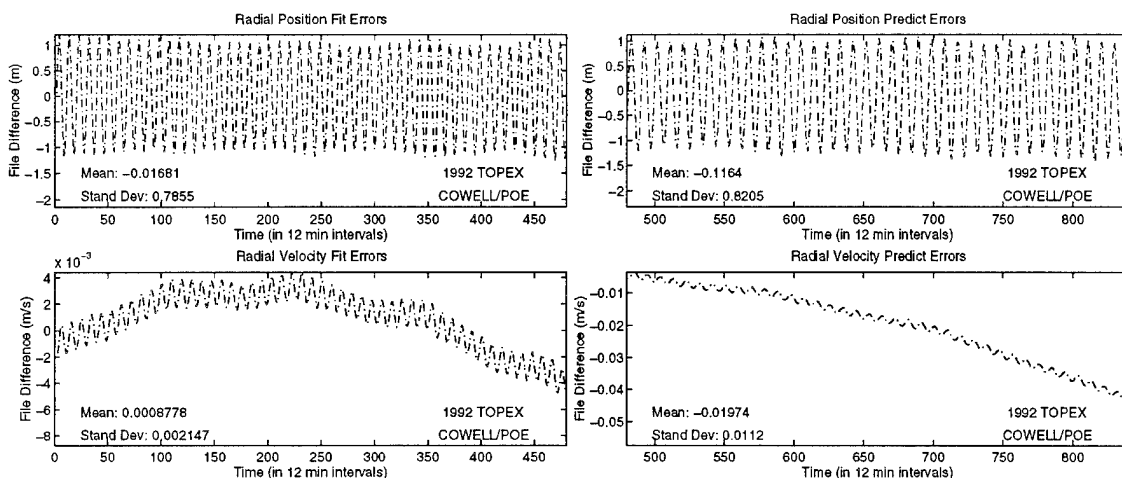 Radial Position Fit Errors
1
0.5
0
−0.5
−1
−1.5
−2
File Difference (m)
Mean: −0.01681
1992 TOPEX
Stand Dev: 0.7855
COWELL/POE
0 50 100 150 200 250 300 350 400 450
Time (in 12 min intervals)
Radial Position Predict Errors
1
0.5
0
−0.5
−1
−1.5
−2
File Difference (m)
Mean: −0.1164
1992 TOPEX
Stand Dev: 0.8205
COWELL/POE
500 550 600 650 700 750 800
Time (in 12 min intervals)
Radial Velocity Fit Errors
x 10⁻³
4
2
0
−2
−4
−6
−8
File Difference (m/s)
Mean: 0.0008778
1992 TOPEX
Stand Dev: 0.002147
COWELL/POE
0 50 100 150 200 250 300 350 400 450
Time (in 12 min intervals)
Radial Velocity Predict Errors
−0.01
−0.02
−0.03
−0.04
−0.05
File Difference (m/s)
Mean: −0.01974
1992 TOPEX
Stand Dev: 0.0112
COWELL/POE
500 550 600 650 700 750 800
Time (in 12 min intervals)